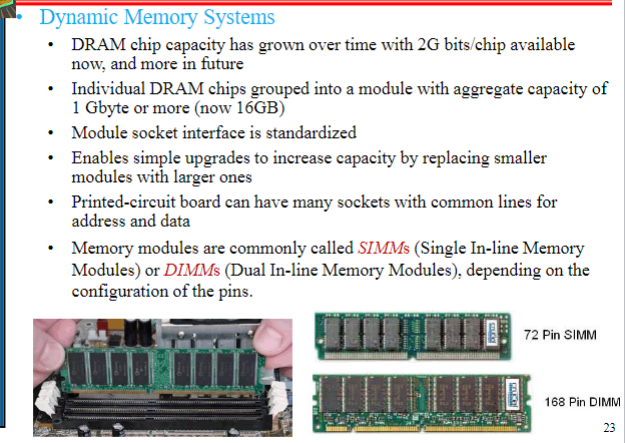 • Dynamic Memory Systems
• DRAM chip capacity has grown over time with 2G bits/chip available
now, and more in future
• Individual DRAM chips grouped into a module with aggregate capacity of
1 Gbyte or more (now 16GB)
• Module socket interface is standardized
• Enables simple upgrades to increase capacity by replacing smaller
modules with larger ones
• Printed-circuit board can have many sockets with common lines for
address and data
• Memory modules are commonly called SIMMs (Single In-line Memory
Modules) or DIMMs (Dual In-line Memory Modules), depending on the
configuration of the pins.
72 Pin SIMM
168 Pin DIMM
23